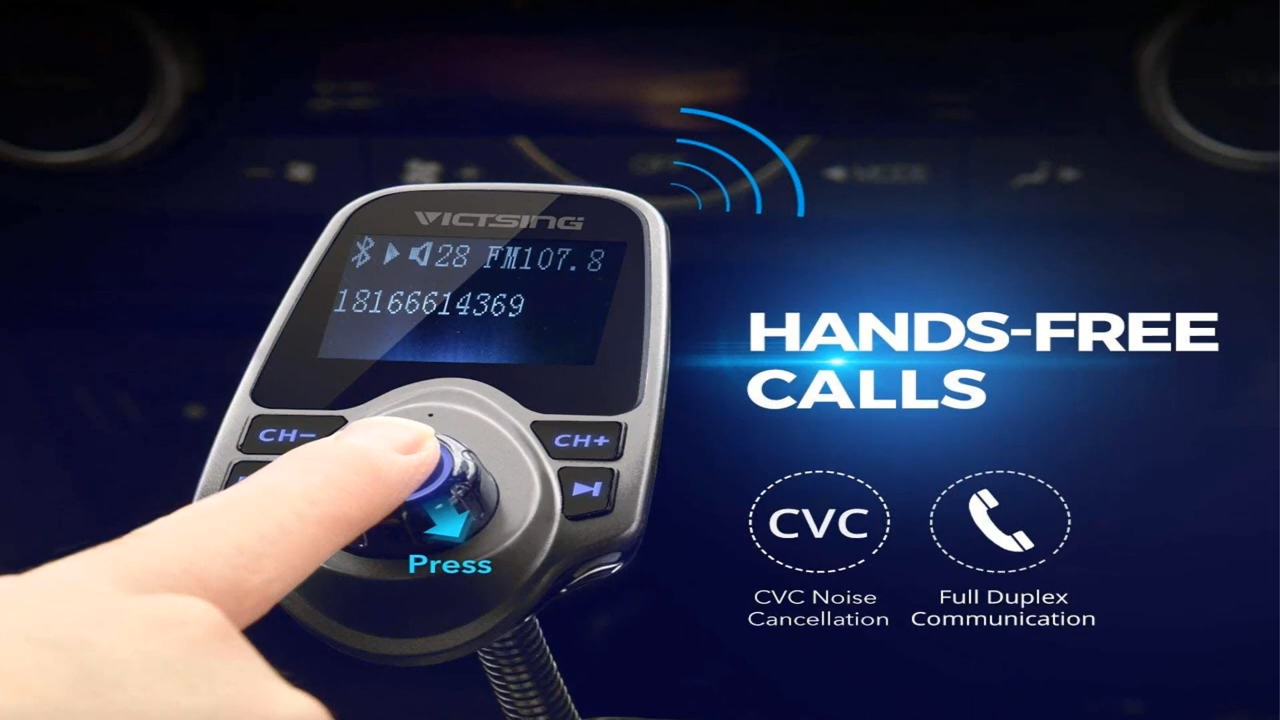 VICTSING
28 FM107.8
18166614369
CH-
CH+
Press
HANDS-FREE
CALLS
CVC
CVC Noise
Cancellation
Full Duplex
Communication